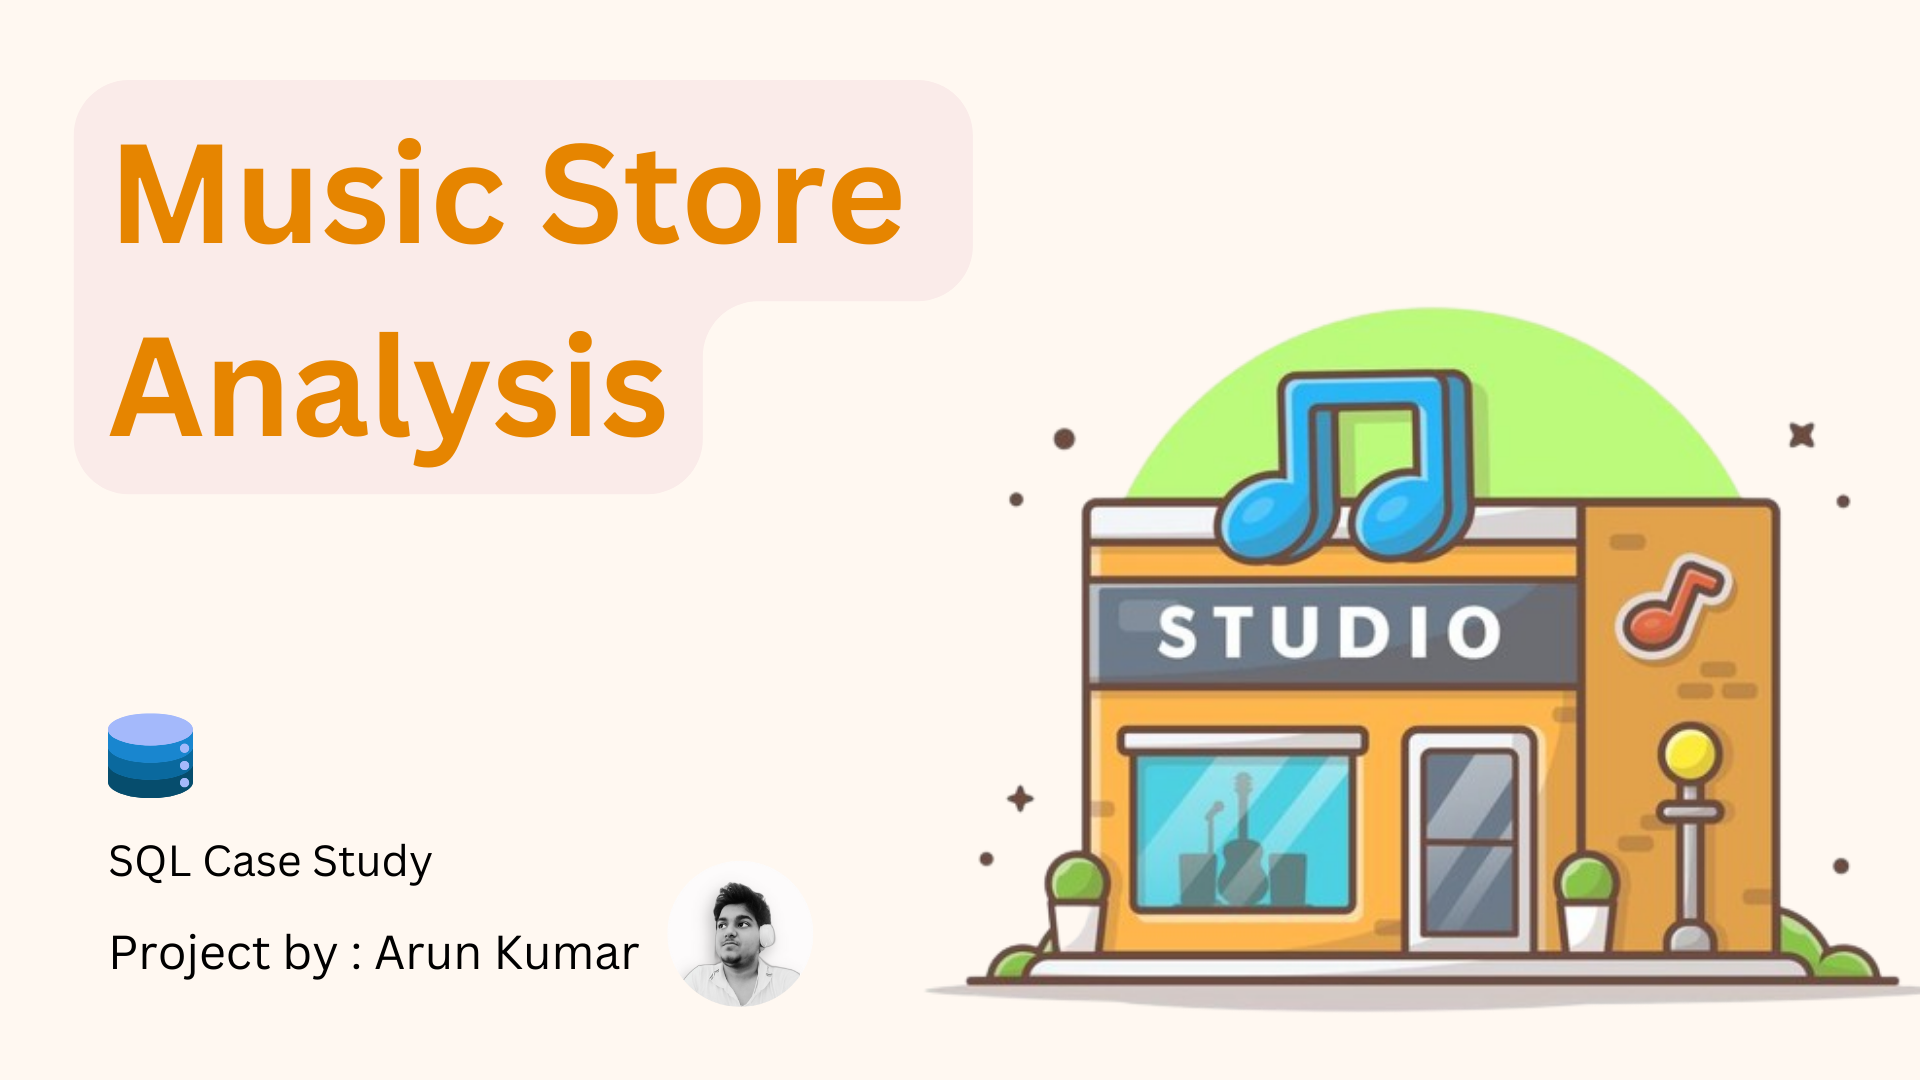 Music Store
Analysis
STUDIO
SQL Case Study
Project by : Arun Kumar